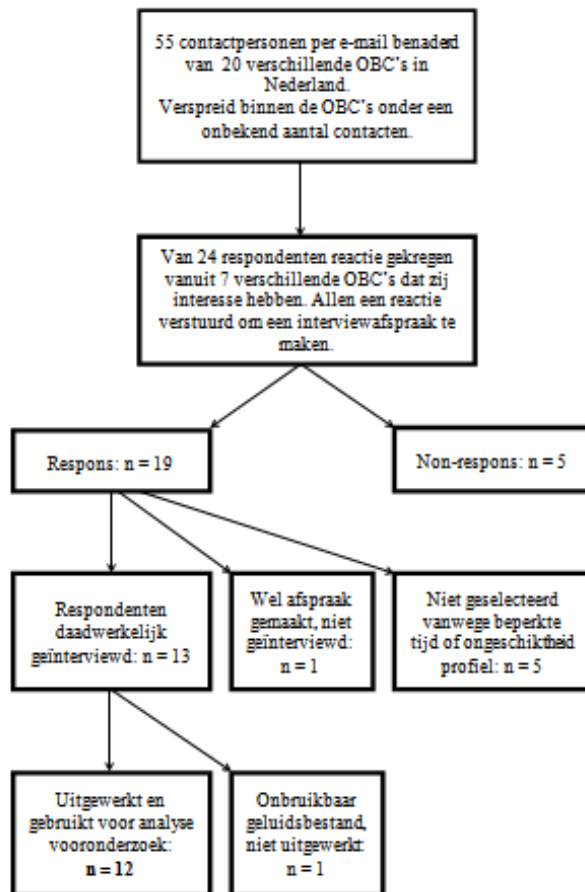 55 contactpersonen per e-mail benaderd
van 20 verschillende OBC's in
Nederland.
Verspreid binnen de OBC's onder een
onbekend aantal contacten.
Van 24 respondenten reactie gekregen
vanuit 7 verschillende OBC's dat zij
interesse hebben. Allen een reactie
verstuurd om een interviewafspraak te
maken.
Respons: n = 19
Non-respons: n = 5
Respondenten
daadwerkelijk
geïnterviewd: n = 13
Wel afspraak
gemaakt, niet
geïnterviewd:
n = 1
Niet geselecteerd
vanwege beperkte
tijd of ongeschiktheid
profiel: n = 5
Uitgewerkt en
gebruikt voor analyse
vooronderzoek:
n = 12
Onbruikbaar
geluidsbestand,
niet uitgewerkt:
n = 1